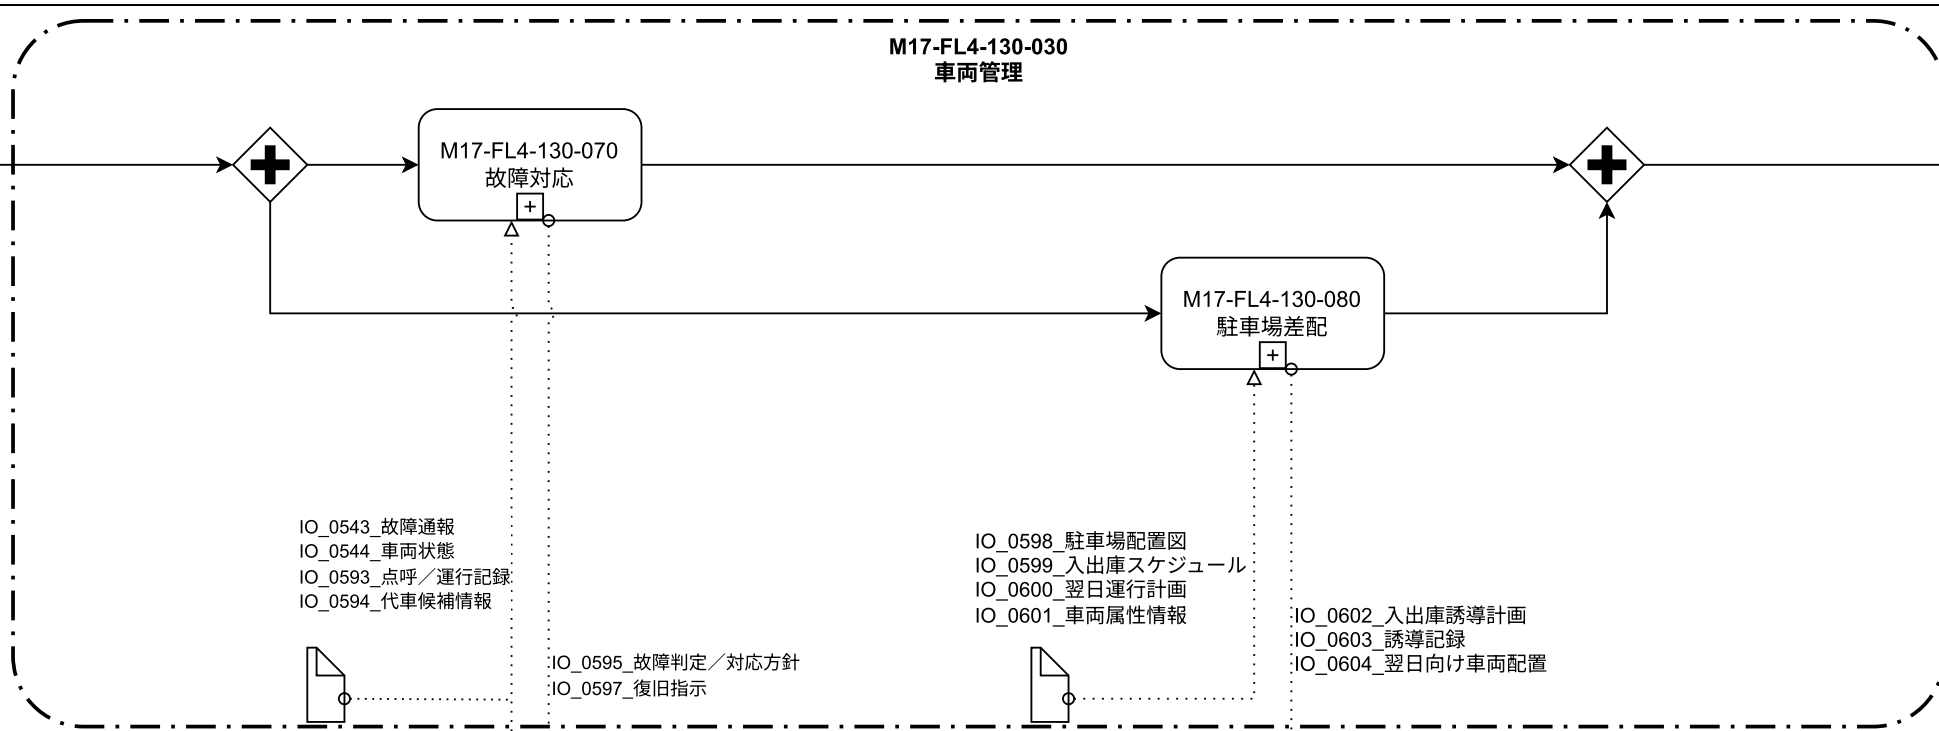 M17-FL4-130-030
車両管理
M17-FL4-130-070
故障対応
M17-FL4-130-080
駐車場差配
IO_0543_故障通報
IO_0544_車両状態
IO_0593_点呼／運行記録
IO_0594_代車候補情報
IO_0595_故障判定／対応方針
IO_0597_復旧指示
IO_0598_駐車場配置図
IO_0599_入出庫スケジュール
IO_0600_翌日運行計画
IO_0601_車両属性情報
IO_0602_入出庫誘導計画
IO_0603_誘導記録
IO_0604_翌日向け車両配置